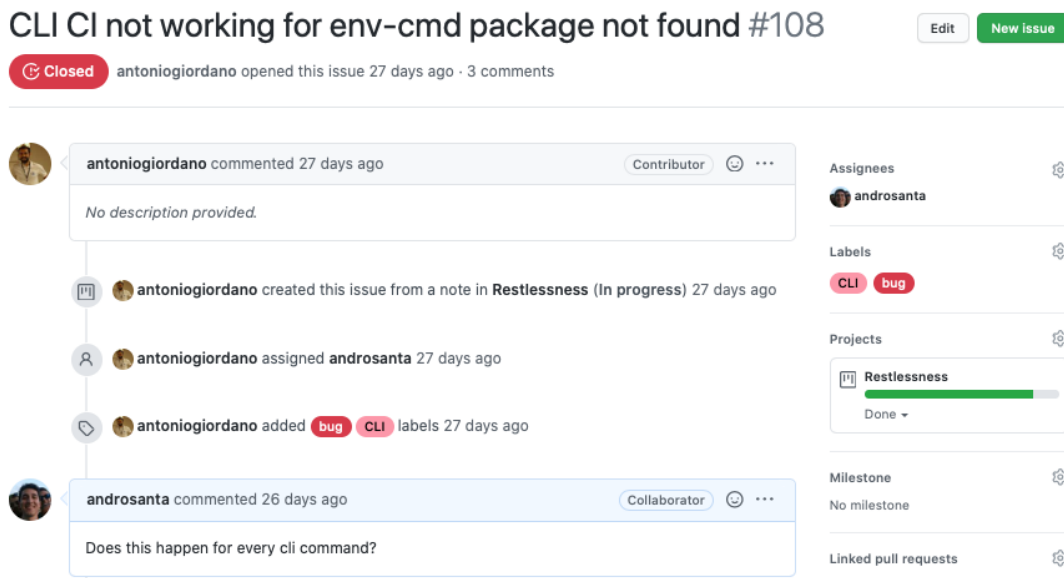 CLI CI not working for env-cmd package not found #108
Edit
New issue
Closed
antoniogiordano opened this issue 27 days ago · 3 comments
antoniogiordano commented 27 days ago
Contributor
No description provided.
antoniogiordano created this issue from a note in Restlessness (In progress) 27 days ago
antoniogiordano assigned androsanta 27 days ago
antoniogiordano added bug CLI labels 27 days ago
androsanta commented 26 days ago
Collaborator
Does this happen for every cli command?
Assignees
androsanta
Labels
CLI bug
Projects
Restlessness
Done
Milestone
No milestone
Linked pull requests